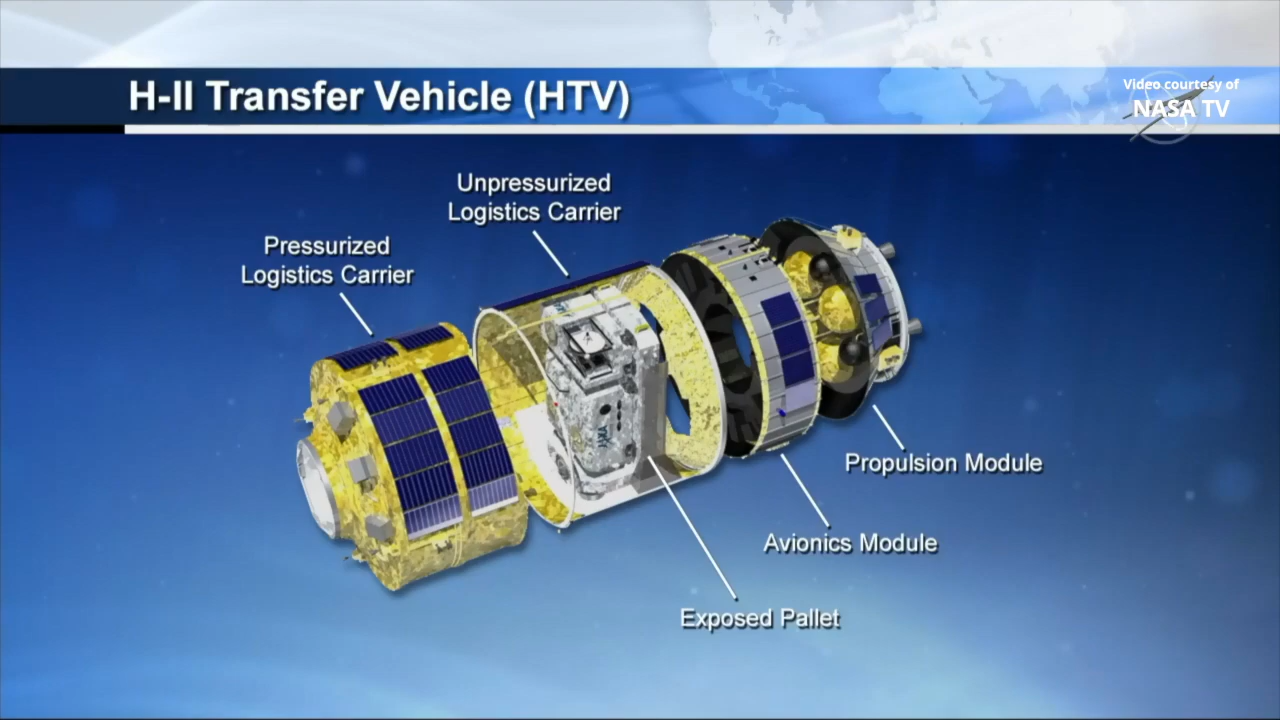 H-II Transfer Vehicle (HTV)
Video courtesy of
NASA TV
Unpressurized
Logistics Carrier
Pressurized
Logistics Carrier
JAXA
Propulsion Module
Avionics Module
Exposed Pallet